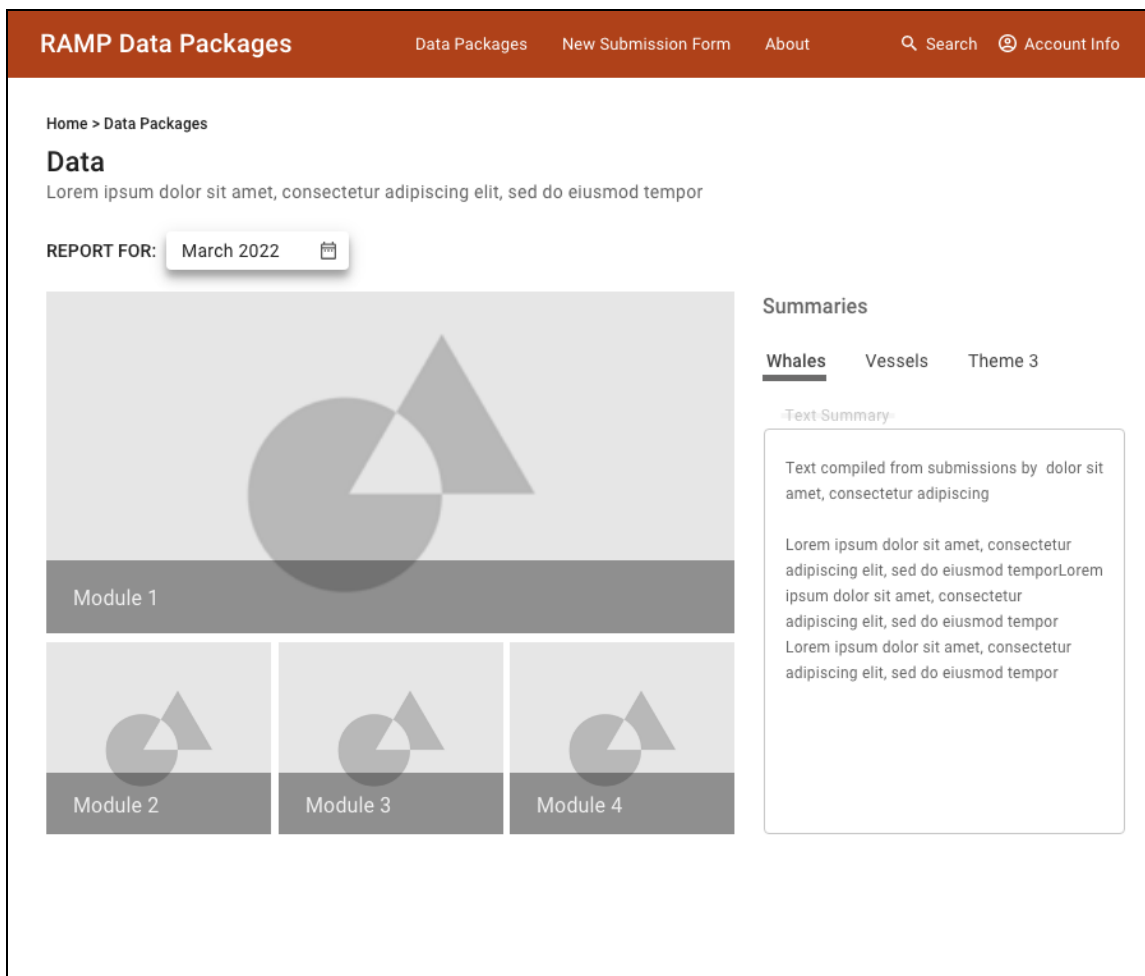 RAMP Data Packages
Data Packages
New Submission Form
About
Search
Account Info
Home > Data Packages
Data
Lorem ipsum dolor sit amet, consectetur adipiscing elit, sed do eiusmod tempor
REPORT FOR:
March 2022
Module 1
Module 2
Module 3
Module 4
Summaries
Whales
Vessels
Theme 3
Text Summary
Text compiled from submissions by  dolor sit
amet, consectetur adipiscing
Lorem ipsum dolor sit amet, consectetur
adipiscing elit, sed do eiusmod temporLorem
ipsum dolor sit amet, consectetur
adipiscing elit, sed do eiusmod tempor
Lorem ipsum dolor sit amet, consectetur
adipiscing elit, sed do eiusmod tempor